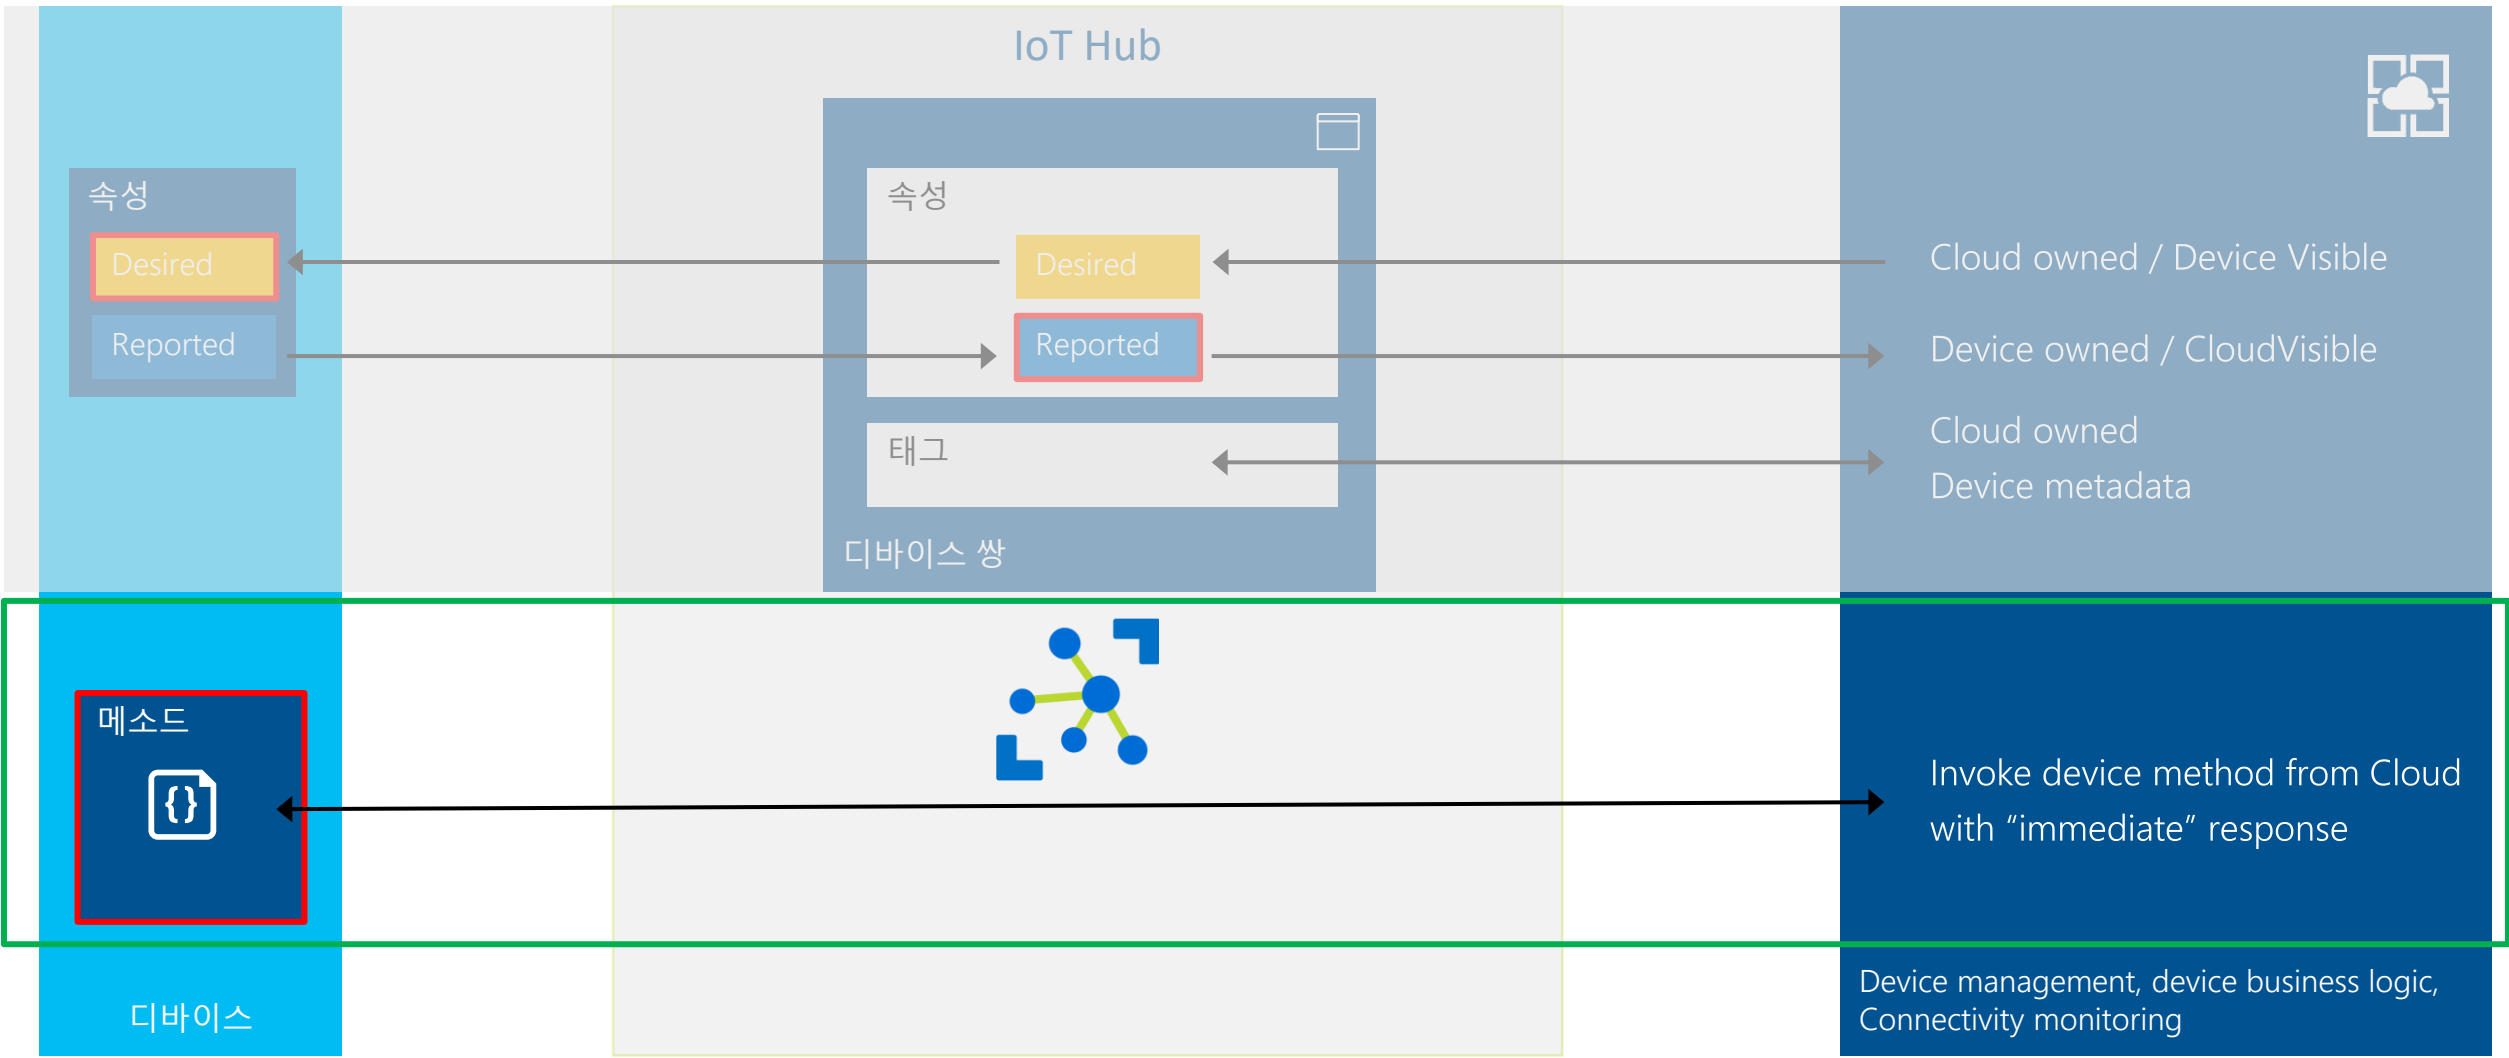 IoT Hub
속성
Desired
Reported
속성
Desired
Reported
태그
디바이스 쌍
Cloud owned / Device Visible
Device owned / CloudVisible
Cloud owned
Device metadata
메소드
{}
Invoke device method from Cloud
with “immediate” response
디바이스
Device management, device business logic,
Connectivity monitoring